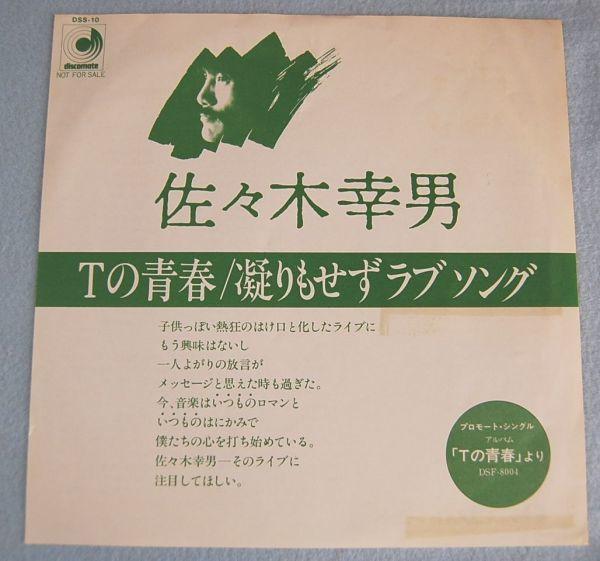 DSS-10
discomate
NOT FOR SALE
佐々木幸男
Tの青春/凝りもせずラブソング
子供っぽい熱狂のはけ口と化したライブに
もう興味はないし
一人よがりの放言が
メッセージと思えた時も過ぎた。
今、音楽はいつものロマンと
いつものはにかみで
僕たちの心を打ち始めている。
佐々木幸男—そのライブに
注目してほしい。
プロモート・シングル
アルバム
「Tの青春」より
DSF-8004